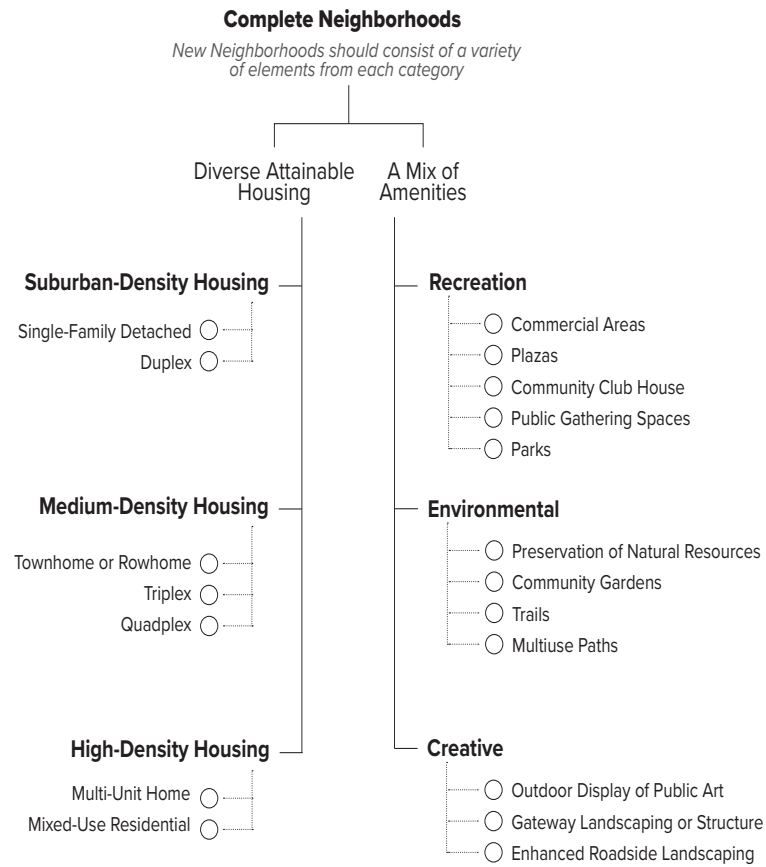 Complete Neighborhoods
New Neighborhoods should consist of a variety
of elements from each category
Diverse Attainable
Housing
A Mix of
Amenities
Suburban-Density Housing
Single-Family Detached
Duplex
Medium-Density Housing
Townhome or Rowhome
Triplex
Quadplex
High-Density Housing
Multi-Unit Home
Mixed-Use Residential
Recreation
Commercial Areas
Plazas
Community Club House
Public Gathering Spaces
Parks
Environmental
Preservation of Natural Resources
Community Gardens
Trails
Multiuse Paths
Creative
Outdoor Display of Public Art
Gateway Landscaping or Structure
Enhanced Roadside Landscaping